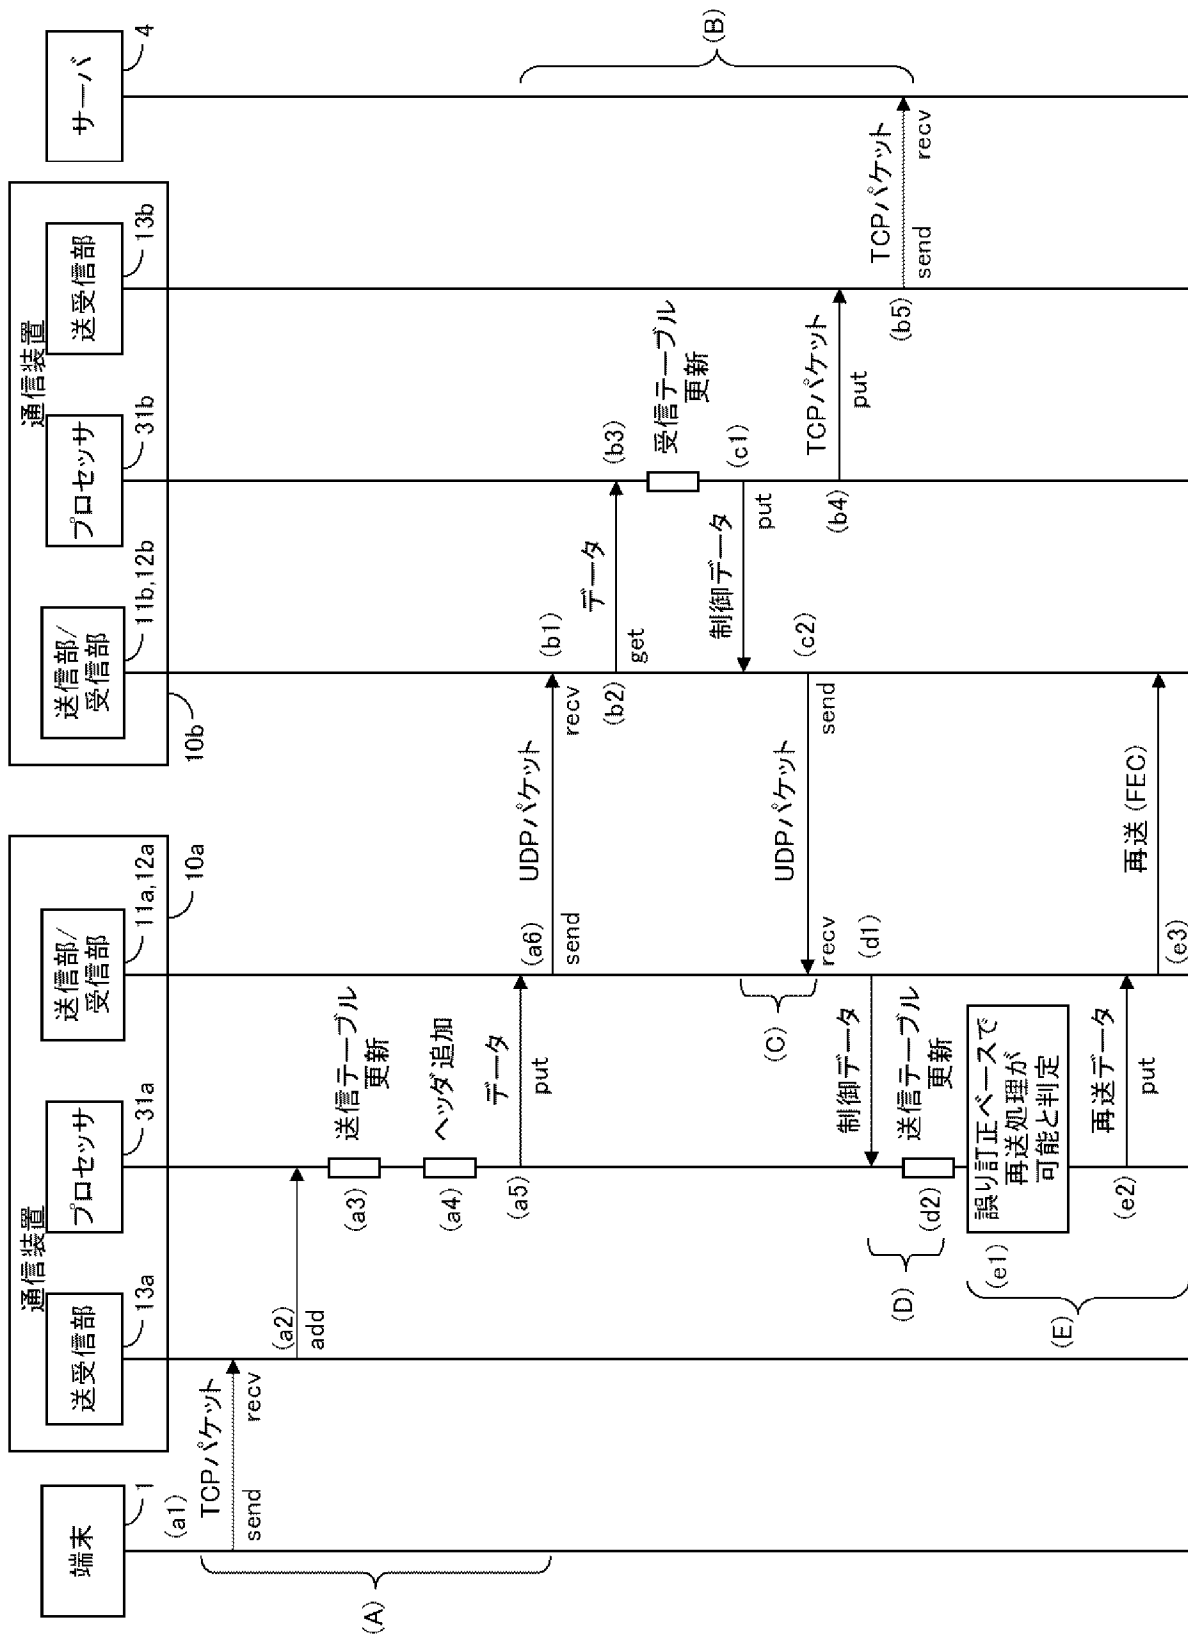 端末
1
通信装置
送受信部
13a
プロセッサ
31a
送信部/
受信部
11a,12a
10a
通信装置
送信部/
受信部
11b,12b
10b
プロセッサ
31b
送受信部
13b
サーバ
4
(A)
(a1)
TCPパケット
send
recv
(a2)
add
(a3)
送信テーブル
更新
(a4)
ヘッダ追加
(a5)
データ
put
(a6)
UDPパケット
send
recv
(B)
(b1)
(b2)
データ
get
(b3)
受信テーブル
更新
(c1)
制御データ
put
(b4)
TCPパケット
put
(b5)
TCPパケット
send
recv
(C)
(c2)
UDPパケット
send
recv
(D)
(d1)
制御データ
(d2)
送信テーブル
更新
(E)
(e1)
誤り訂正ベースで
再送処理が
可能と判定
(e2)
再送データ
put
(e3)
再送 (FEC)